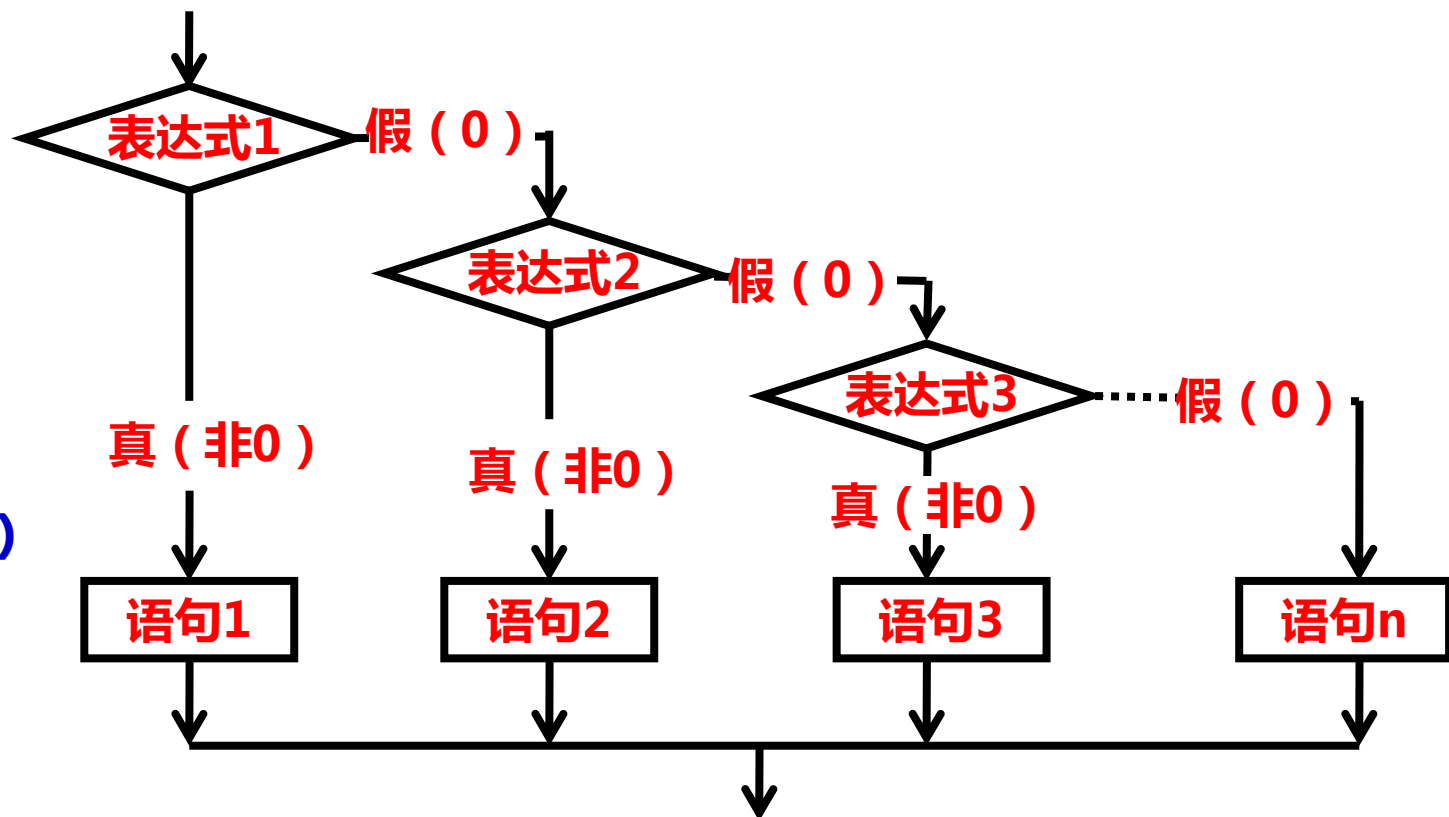 表达式1
假（0）
表达式2
假（0）
表达式3
假（0）
真（非0）
真（非0）
真（非0）
)
语句1
语句2
语句3
语句n